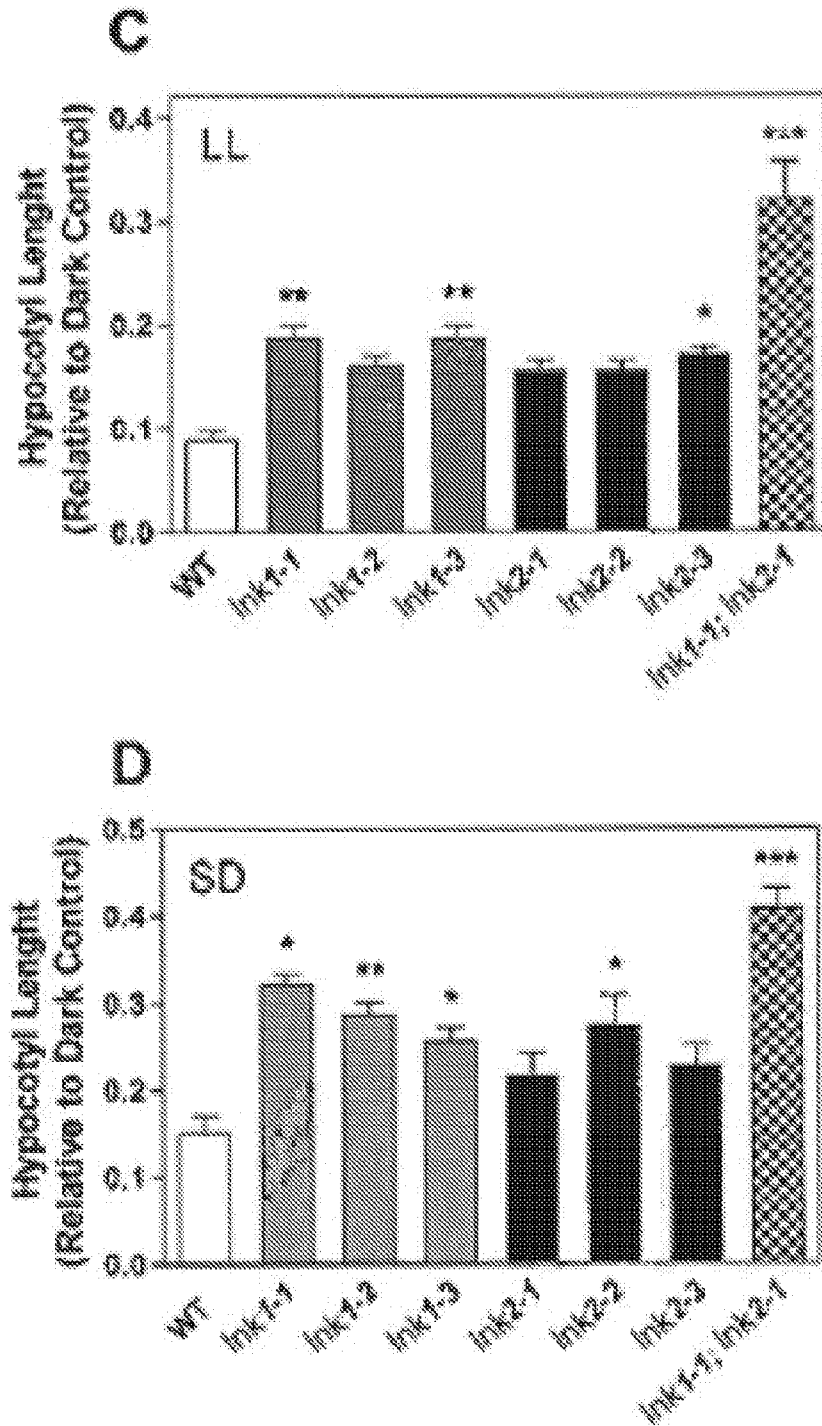 C
Hypocotyl Lenght
(Relative to Dark Control)
0.4
0.3
0.2
0.1
0.0
LL
**
**
*
***
WT
lnk1-1
lnk1-2
lnk1-3
lnk2-1
lnk2-2
lnk2-3
lnk1-1; lnk2-1
D
Hypocotyl Lenght
(Relative to Dark Control)
0.5
0.4
0.3
0.2
0.1
0.0
SD
*
**
*
*
***
WT
lnk1-1
lnk1-2
lnk1-3
lnk2-1
lnk2-2
lnk2-3
lnk1-1; lnk2-1